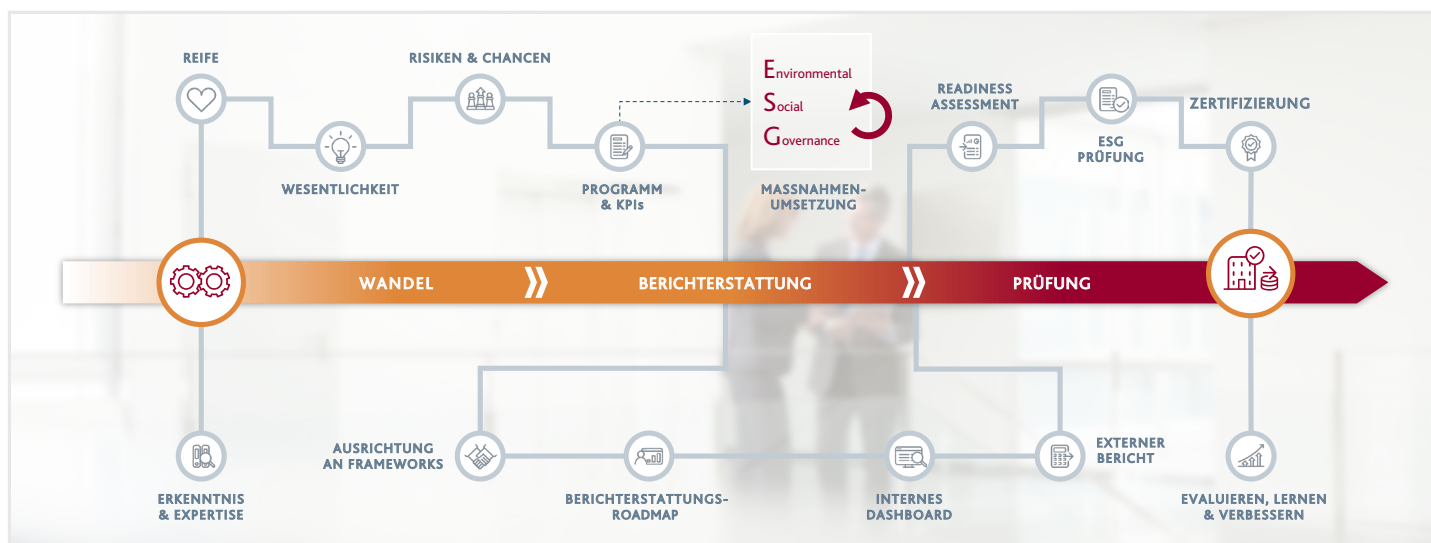 REIFE
WESENTLICHKEIT
RISIKEN & CHANCEN
PROGRAMM
& KPIs
Environmental
Social
Governance
MASSNAHMEN-
UMSETZUNG
READINESS
ASSESSMENT
ESG
PRÜFUNG
ZERTIFIZIERUNG
WANDEL
BERICHTERSTATTUNG
PRÜFUNG
ERKENNTNIS
& EXPERTISE
AUSRICHTUNG
AN FRAMEWORKS
BERICHTERSTATTUNGS-
ROADMAP
INTERNES
DASHBOARD
EXTERNER
BERICHT
EVALUIEREN, LERNEN
& VERBESSERN